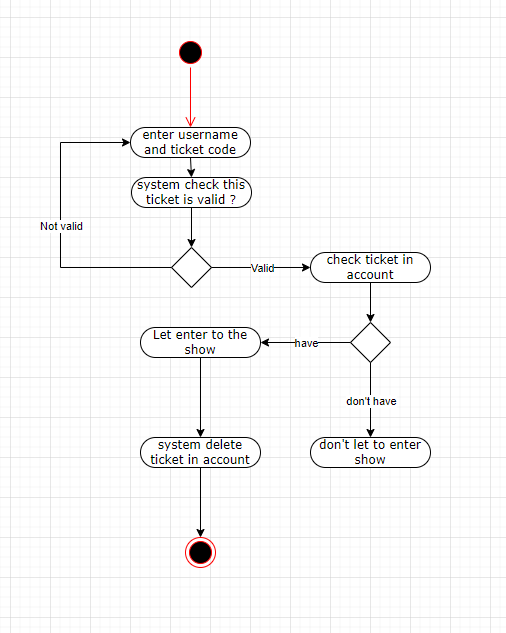 enter username
and ticket code
system check this
ticket is valid ?
Not valid
Valid
check ticket in
account
Let enter to the
show
have
don't have
system delete
ticket in account
don't let to enter
show